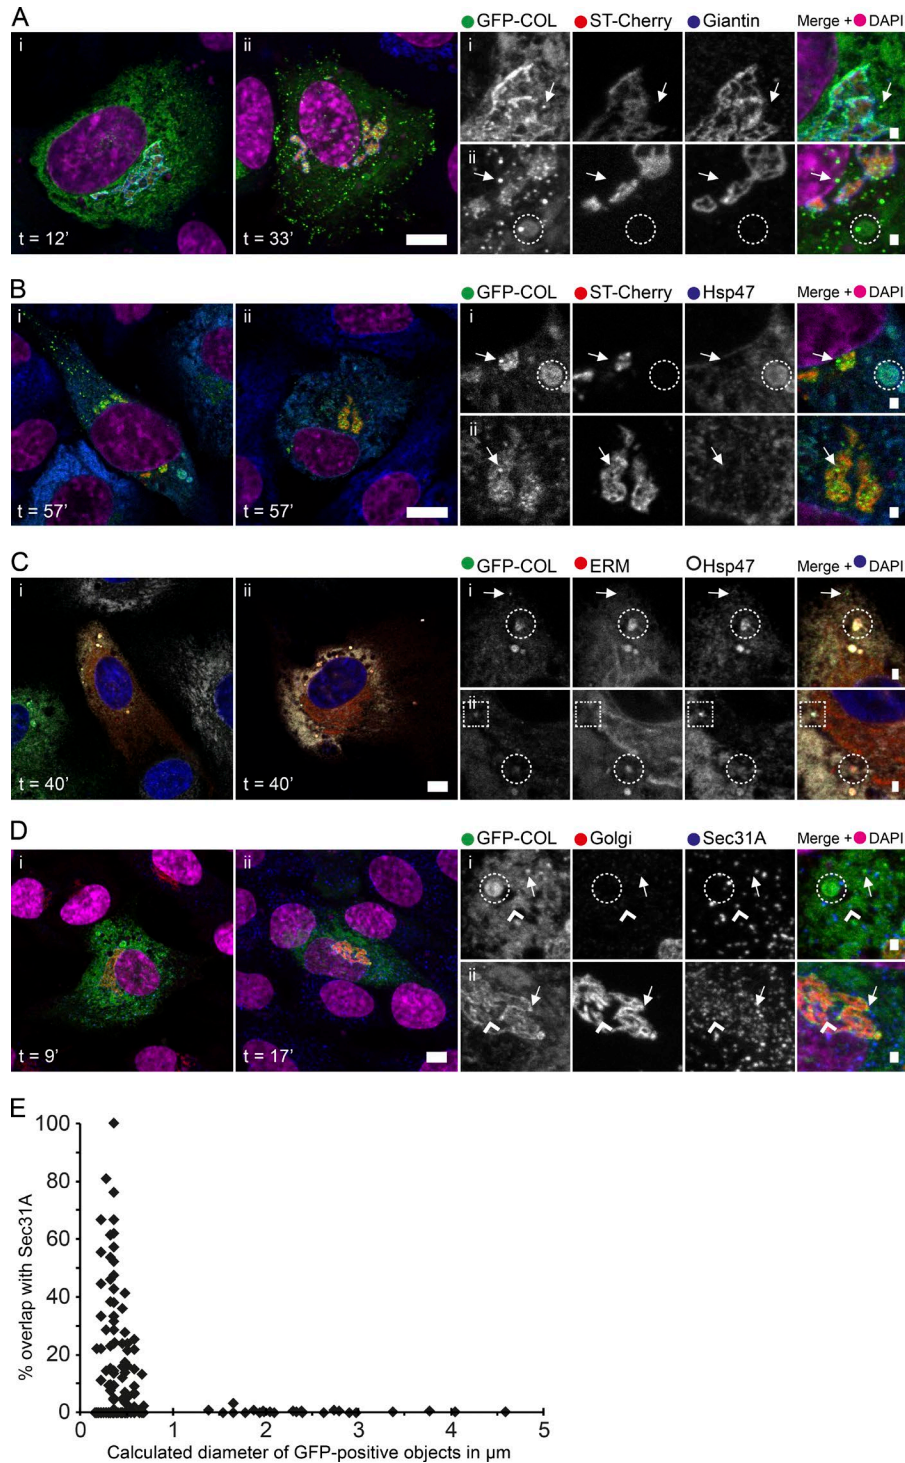 A
GFP-COL ST-Cherry Giantin Merge + DAPI
i ii i
ii
t = 12' t = 33'
B
GFP-COL ST-Cherry Hsp47 Merge + DAPI
i ii i
ii
t = 57' t = 57'
C
GFP-COL ERM Hsp47 Merge + DAPI
i ii i
ii
t = 40' t = 40'
D
GFP-COL Golgi Sec31A Merge + DAPI
i ii i
ii
t = 9' t = 17'
E
% overlap with Sec31A
100
80
60
40
20
0
0 1 2 3 4 5
Calculated diameter of GFP-positive objects in µm